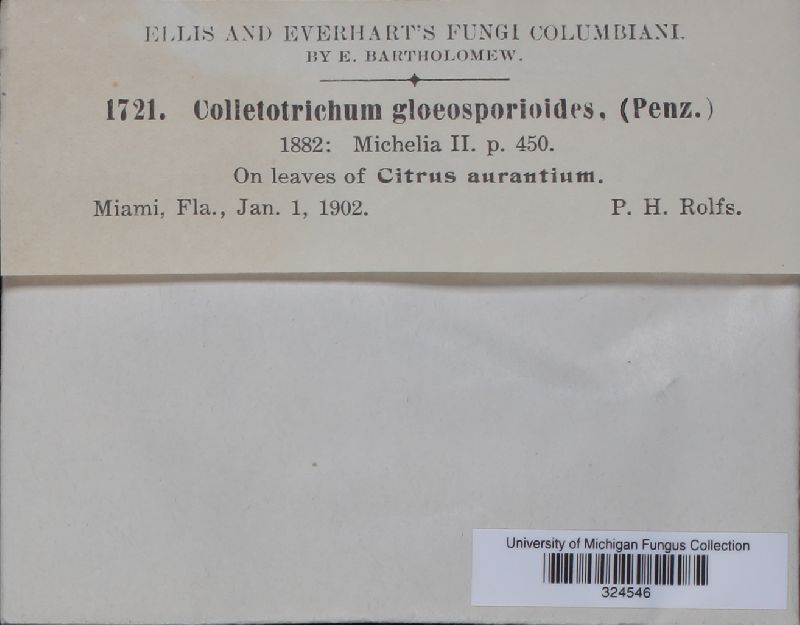 ELLIS AND EVERHART'S FUNGI COLUMBIANI.
BY E. BARTHOLOMEW.
1721. Colletotrichum gloeosporioides, (Penz.)
1882: Michelia II. p. 450.
On leaves of Citrus aurantium.
Miami, Fla., Jan. 1, 1902. P. H. Rolfs.
University of Michigan Fungus Collection
324546